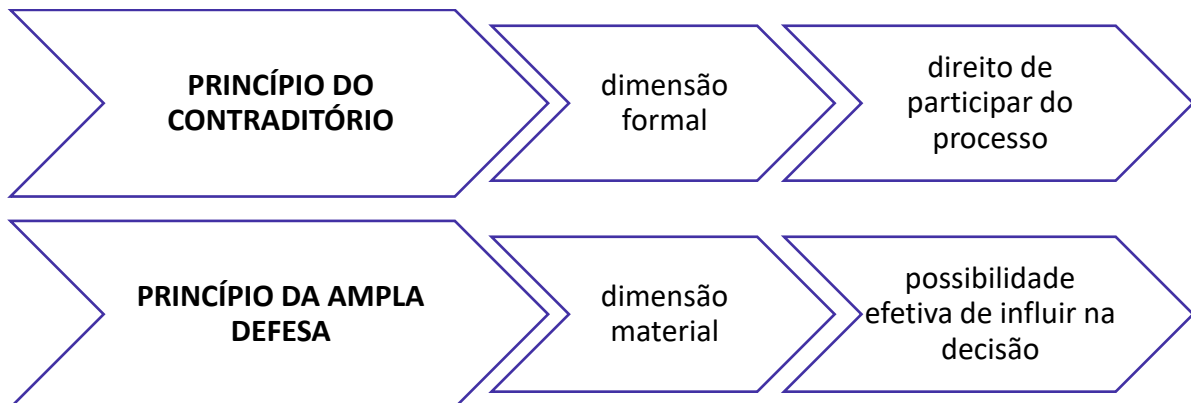 PRINCÍPIO DO
CONTRADITÓRIO
dimensão
formal
direito de
participar do
processo
PRINCÍPIO DA AMPLA
DEFESA
dimensão
material
possibilidade
efetiva de influir na
decisão